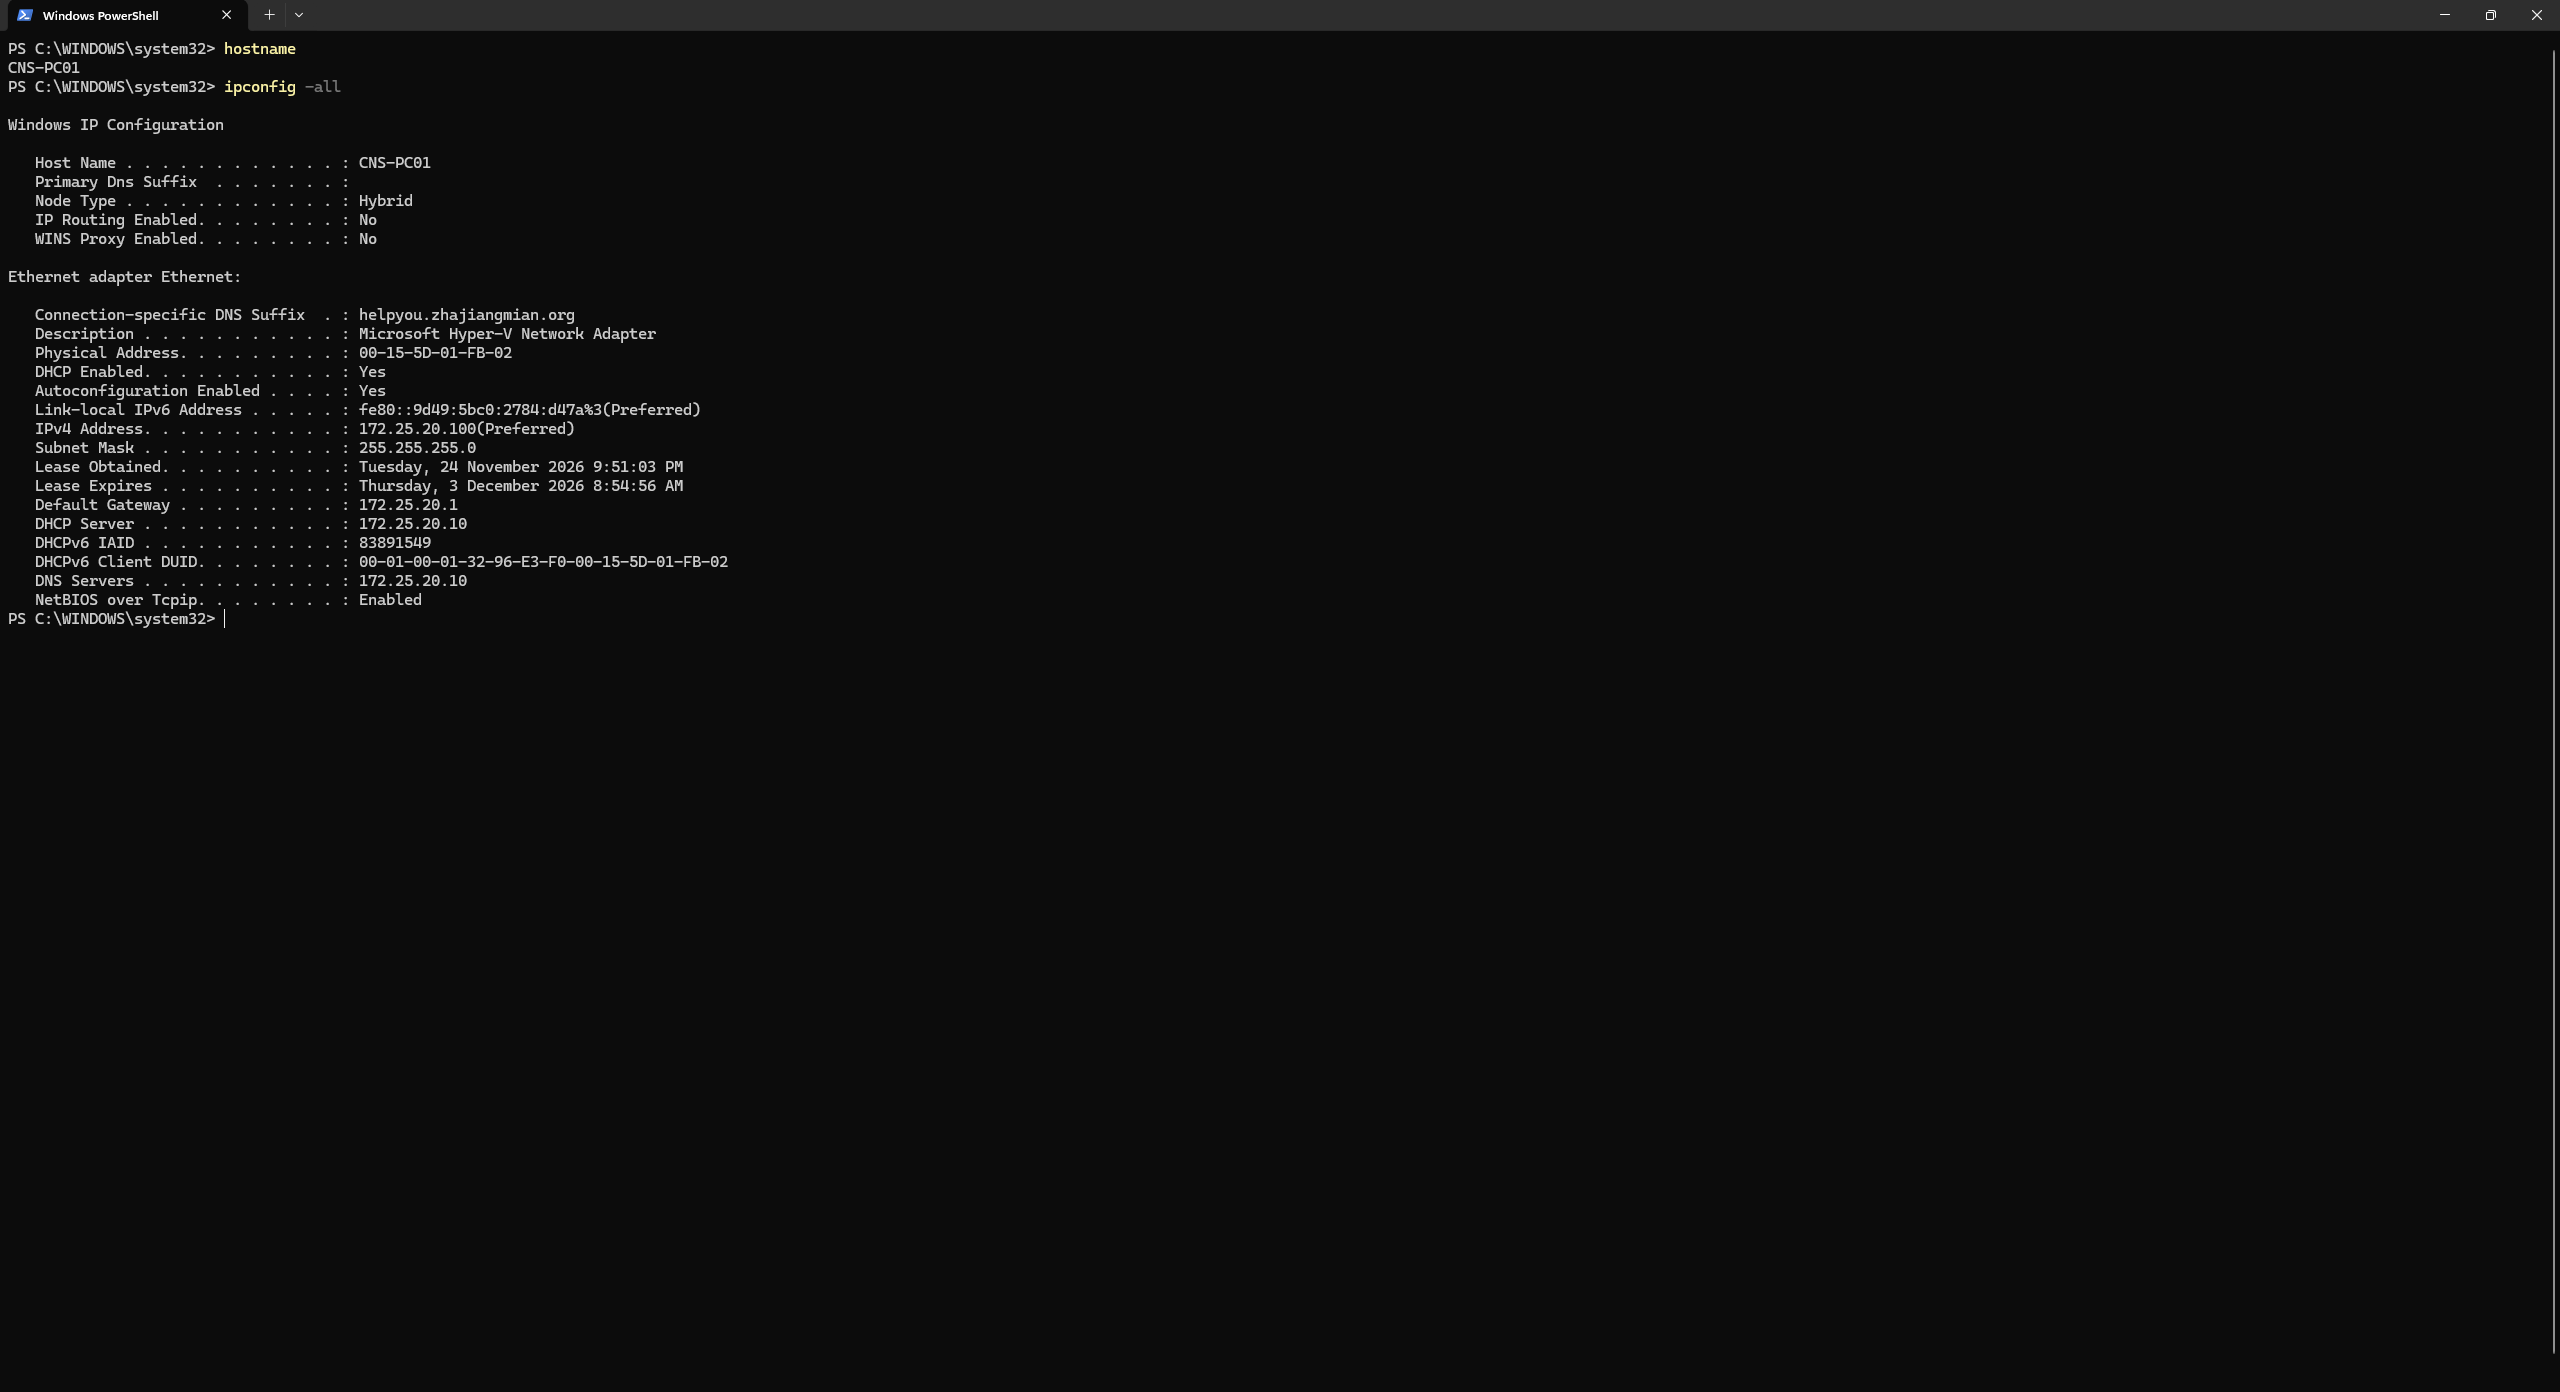 Windows PowerShell
PS C:\WINDOWS\system32> hostname
CNS-PC01
PS C:\WINDOWS\system32> ipconfig -all
Windows IP Configuration
   Host Name . . . . . . . . . . . . : CNS-PC01
   Primary Dns Suffix  . . . . . . . :
   Node Type . . . . . . . . . . . . : Hybrid
   IP Routing Enabled. . . . . . . . : No
   WINS Proxy Enabled. . . . . . . . : No
Ethernet adapter Ethernet:
   Connection-specific DNS Suffix  . : helpyou.zhajiangmian.org
   Description . . . . . . . . . . . : Microsoft Hyper-V Network Adapter
   Physical Address. . . . . . . . . : 00-15-5D-01-FB-02
   DHCP Enabled. . . . . . . . . . . : Yes
   Autoconfiguration Enabled . . . . : Yes
   Link-local IPv6 Address . . . . . : fe80::9d49:5bc0:2784:d47a%3(Preferred)
   IPv4 Address. . . . . . . . . . . : 172.25.20.100(Preferred)
   Subnet Mask . . . . . . . . . . . : 255.255.255.0
   Lease Obtained. . . . . . . . . . : Tuesday, 24 November 2026 9:51:03 PM
   Lease Expires . . . . . . . . . . : Thursday, 3 December 2026 8:54:56 AM
   Default Gateway . . . . . . . . . : 172.25.20.1
   DHCP Server . . . . . . . . . . . : 172.25.20.10
   DHCPv6 IAID . . . . . . . . . . . : 83891549
   DHCPv6 Client DUID. . . . . . . . : 00-01-00-01-32-96-E3-F0-00-15-5D-01-FB-02
   DNS Servers . . . . . . . . . . . : 172.25.20.10
   NetBIOS over Tcpip. . . . . . . . : Enabled
PS C:\WINDOWS\system32>